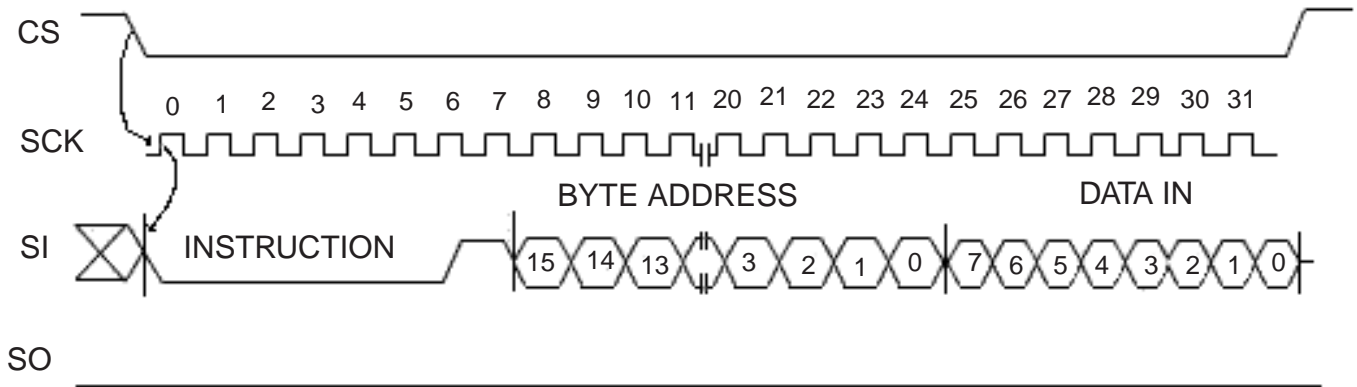 CS
0 1 2 3 4 5 6 7 8 9 10 11 20 21 22 23 24 25 26 27 28 29 30 31
SCK
BYTE ADDRESS DATA IN
SI INSTRUCTION 15 14 13 3 2 1 0 7 6 5 4 3 2 1 0
SO